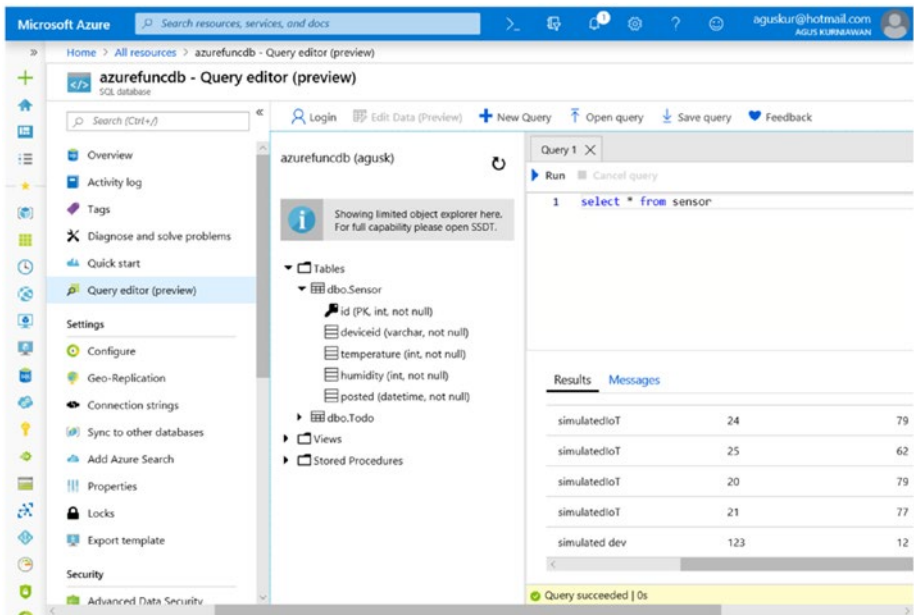 Microsoft Azure
Search resources, services, and docs
1
aguskur@hotmail.com
AGUS KURNIAWAN
Home > All resources > azurefuncdb - Query editor (preview)
azurefuncdb - Query editor (preview)
SQL database
Search (Ctrl+/)
Overview
Activity log
Tags
Diagnose and solve problems
Quick start
Query editor (preview)
Settings
Configure
Geo-Replication
Connection strings
Sync to other databases
Add Azure Search
Properties
Locks
Export template
Security
Advanced Data Security
Login Edit Data (Preview) New Query Open query Save query Feedback
azurefuncdb (agusk)
Showing limited object explorer here.
For full capability please open SSDT.
Tables
dbo.Sensor
id (PK, int, not null)
deviceid (varchar, not null)
temperature (int, not null)
humidity (int, not null)
posted (datetime, not null)
dbo.Todo
Views
Stored Procedures
Query 1
Run Cancel query
1 select * from sensor
Results Messages
simulatedIoT 24 79
simulatedIoT 25 62
simulatedIoT 20 79
simulatedIoT 21 77
simulated dev 123 12
Query succeeded | 0s